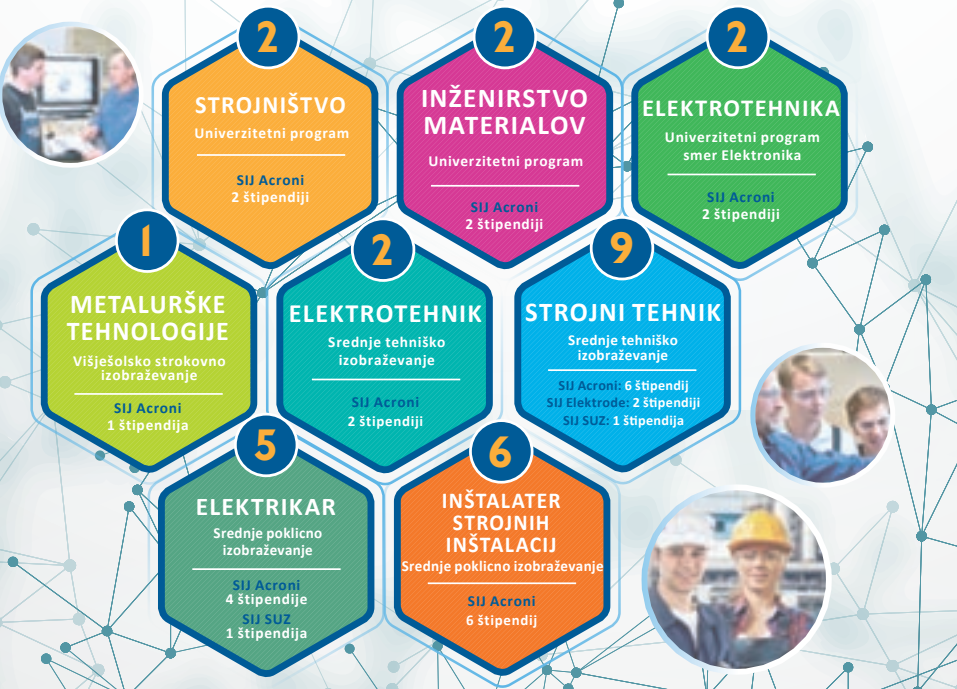 2
STROJNIŠTVO
Univerzitetni program
SIJ Acroni
2 štipendiji
2
INŽENIRSTVO
MATERIALOV
Univerzitetni program
SIJ Acroni
2 štipendiji
2
ELEKTROTEHNIKA
Univerzitetni program
smer Elektronika
SIJ Acroni
2 štipendiji
1
METALURŠKE
TEHNOLOGIJE
Višješolsko strokovno
izobraževanje
SIJ Acroni
1 štipendija
2
ELEKTROTEHNIK
Srednje tehniško
izobraževanje
SIJ Acroni
2 štipendiji
9
STROJNI TEHNIK
Srednje tehniško
izobraževanje
SIJ Acroni: 6 štipendij
SIJ Elektrode: 2 štipendiji
SIJ SUZ: 1 štipendija
5
ELEKTRIKAR
Srednje poklicno
izobraževanje
SIJ Acroni
4 štipendije
SIJ SUZ
1 štipendija
6
INŠTALATER
STROJNIH
INŠTALACIJ
Srednje poklicno izobraževanje
SIJ Acroni
6 štipendij